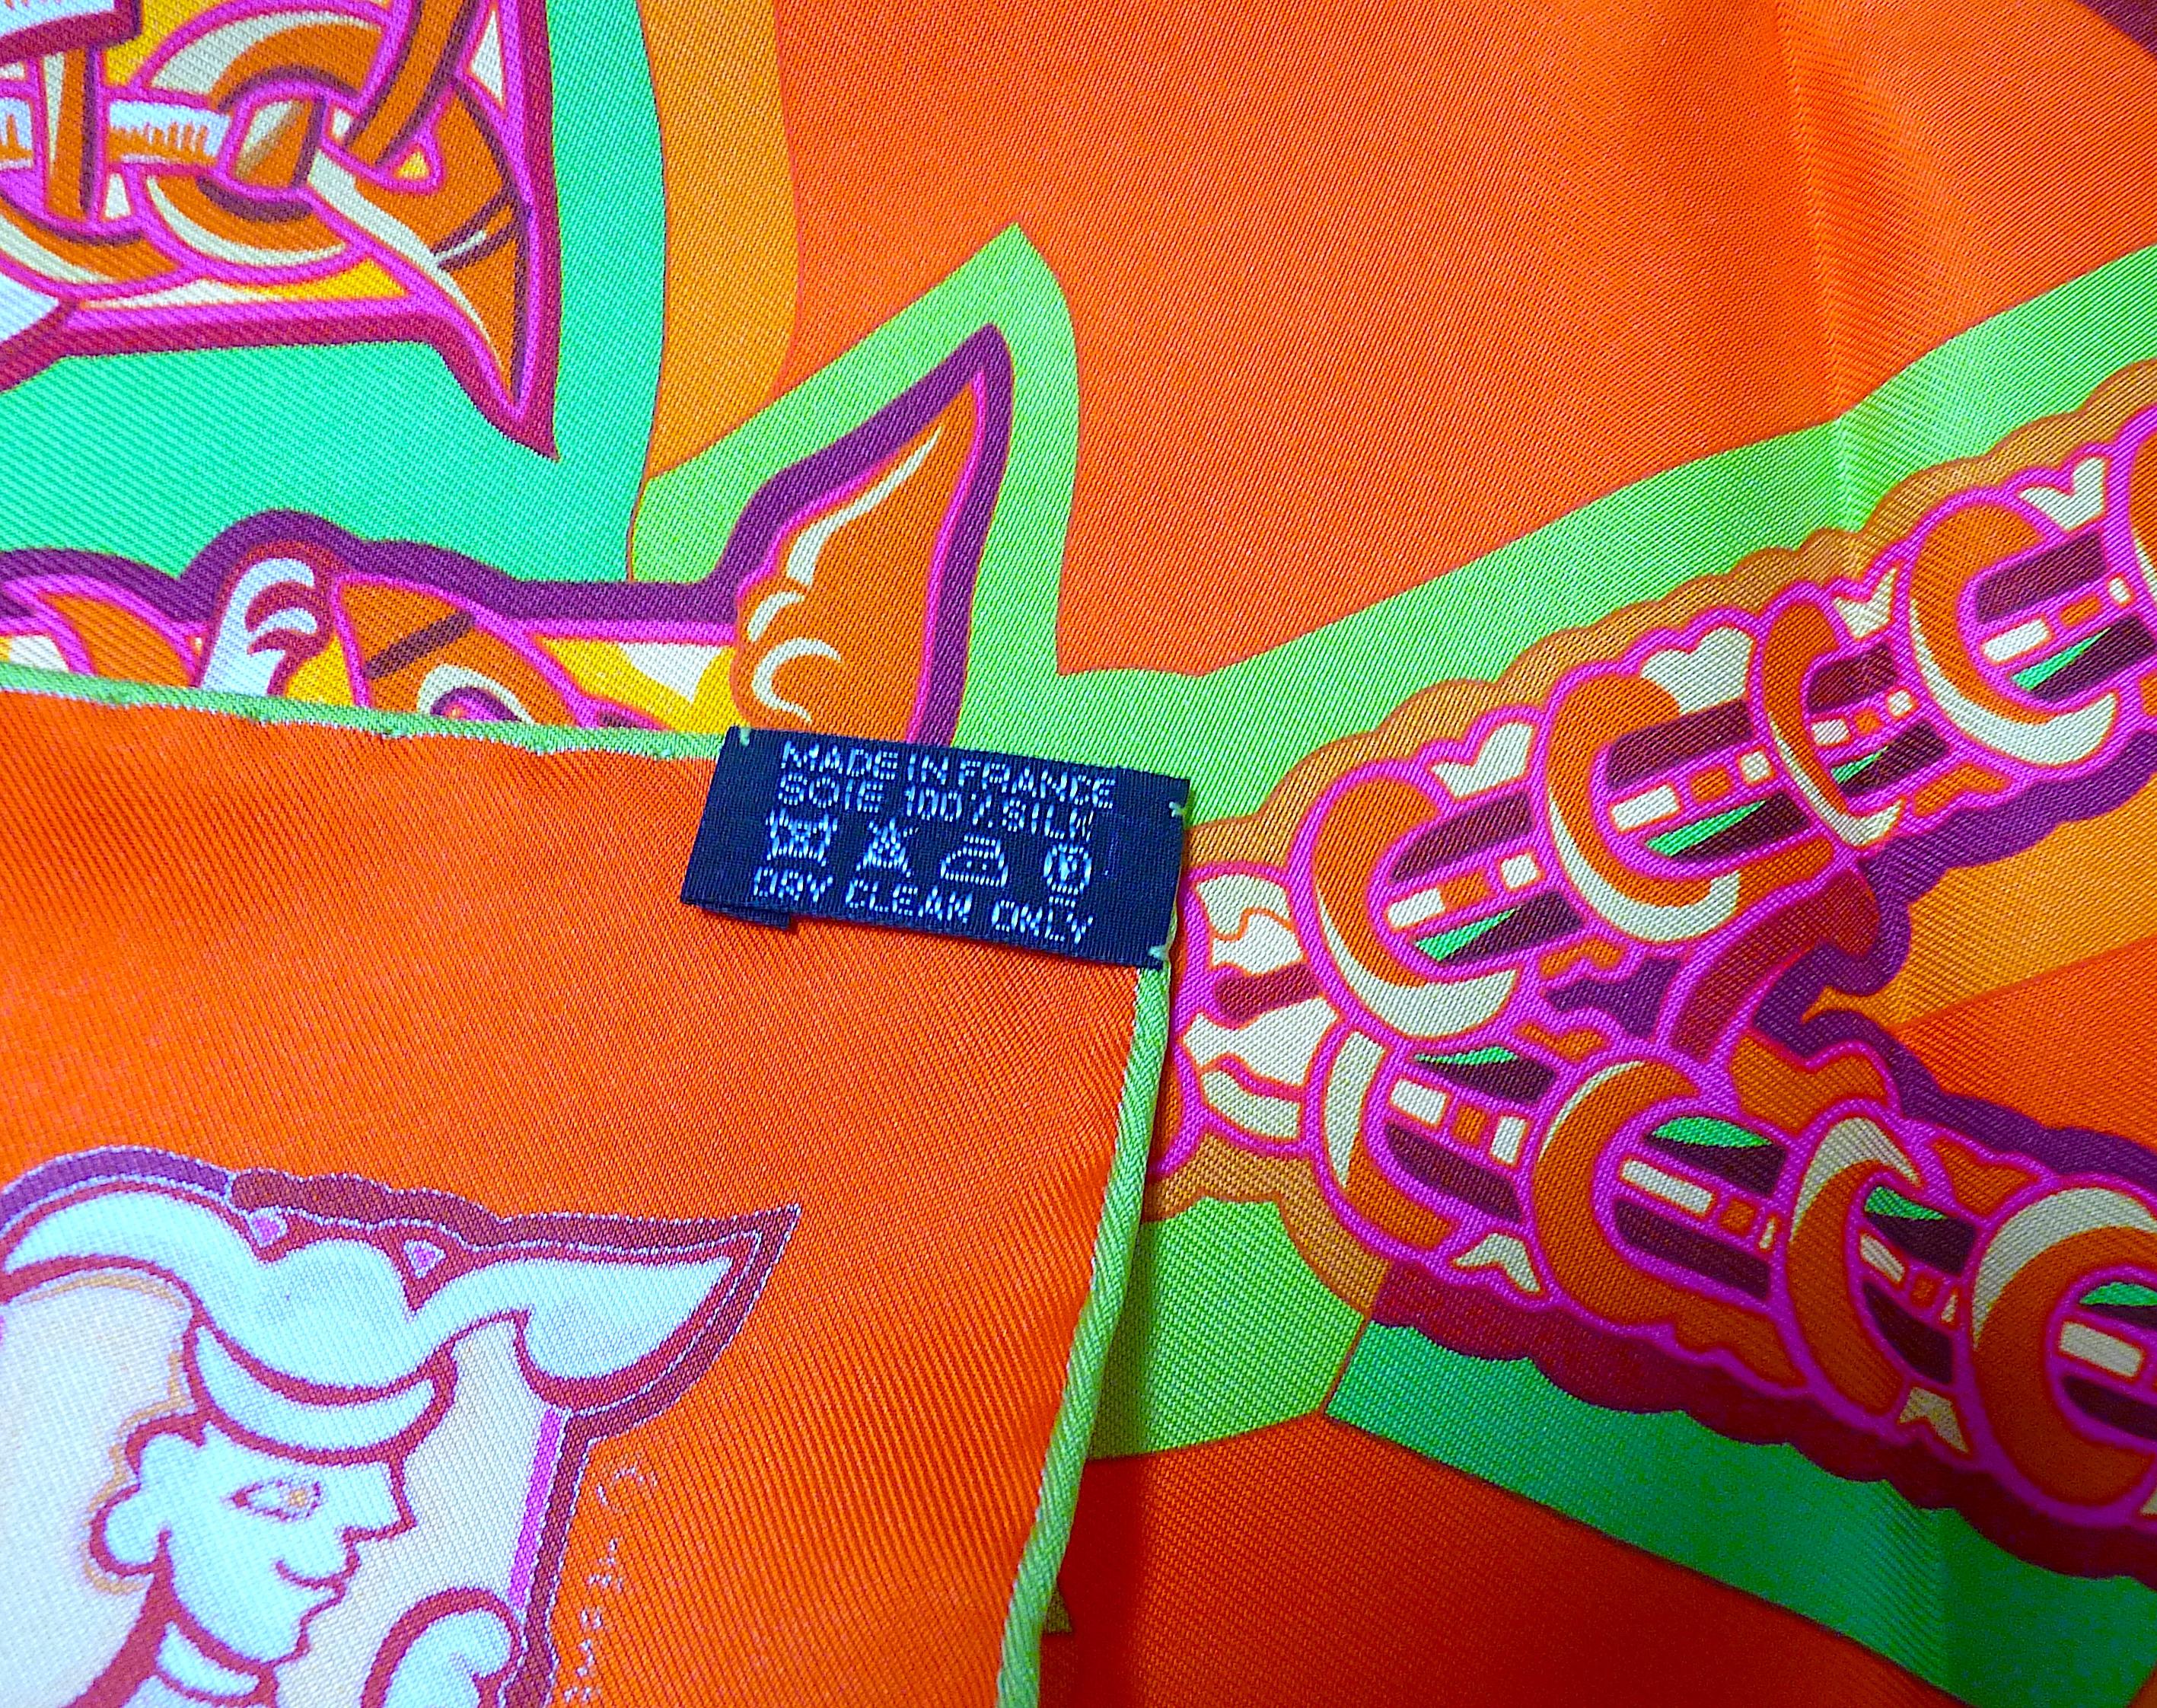 MADE IN FRANCE
SOIE 100% SILK
DRY CLEAN ONLY